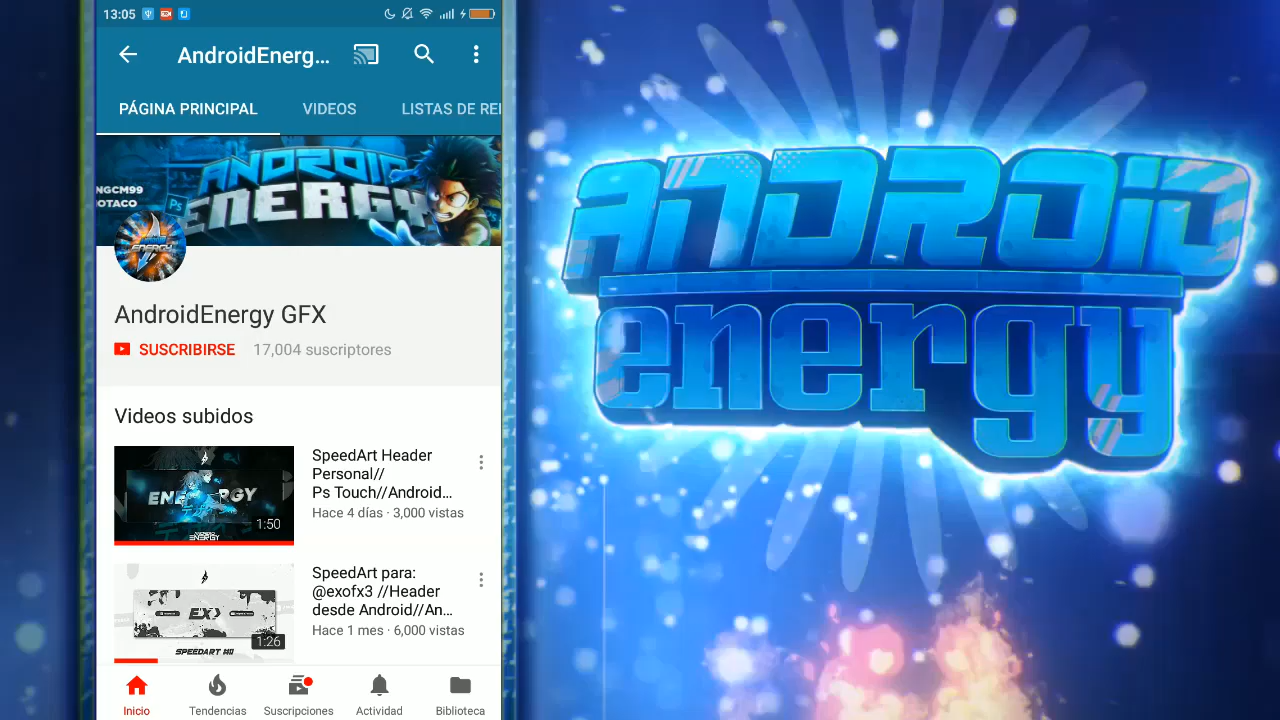 13:05
AndroidEnerg...
PÁGINA PRINCIPAL
VIDEOS
LISTAS DE RE
ANDROID
ENERGY
NGCM99
OTACO
Ps
ENERGY
AndroidEnergy GFX
SUSCRIBIRSE
17,004 suscriptores
Videos subidos
ENERGY
ENERGY
1:50
SpeedArt Header
Personal//
Ps Touch//Android...
Hace 4 días · 3,000 vistas
EX
SPEEDART
1:26
SpeedArt para:
@exofx3 //Header
desde Android//An...
Hace 1 mes · 6,000 vistas
Inicio
Tendencias
Suscripciones
Actividad
Biblioteca
ANDROID
energy